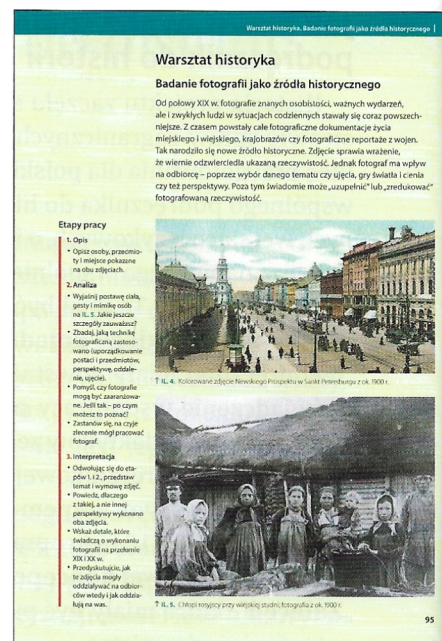 Warsztat historyka. Badanie fotografii jako źródła historycznego
Warsztat historyka
Badanie fotografii jako źródła historycznego
Od połowy XIX w. fotografie znanych osobistości, ważnych wydarzeń,
ale i zwykłych ludzi w sytuacjach codziennych stawały się coraz powszech-
niejsze. Z czasem powstały całe fotograficzne dokumentacje życia
miejskiego i wiejskiego, krajobrazów czy fotograficzne reportaże z wojen.
Tak narodziło się nowe źródło historyczne. Zdjęcie sprawia wrażenie,
że wiernie odzwierciedla ukazaną rzeczywistość. Jednak fotograf ma wpływ
na odbiorcę – poprzez wybór danego tematu czy ujęcia, gry światła i cienia
czy też perspektywy. Poza tym świadomie może „uzupełnić” lub „zredukować”
fotografowaną rzeczywistość.
Etapy pracy
1. Opis
• Opisz osoby, przedmio-
ty i miejsce pokazane
na obu zdjęciach.
2. Analiza
• Wyjaśnij postawę ciała,
gesty i mimikę osób
na IL. 5. Jakie jeszcze
szczegóły zauważasz?
• Zbadaj, jaką technikę
fotograficzną zastoso-
wano (uporządkowanie
postaci i przedmiotów,
perspektywę, oddale-
nie, ujęcie).
• Pomyśl, czy fotografie
mogą być zaaranżowa-
ne. Jeśli tak – po czym
możesz to poznać?
• Zastanów się, na czyje
zlecenie mógł pracować
fotograf.
3. Interpretacja
• Odwołując się do eta-
pów 1. i 2., przedstaw
temat i wymowę zdjęć.
• Powiedz, dlaczego
z takiej, a nie innej
perspektywy wykonano
oba zdjęcia.
• Wskaż detale, które
świadczą o wykonaniu
fotografii na przełomie
XIX i XX w.
• Przedyskutujcie, jak
te zdjęcia mogły
oddziaływać na odbior-
ców wtedy i jak oddzia-
łują na was.
↑ IL. 4. Kolorowane zdjęcie Newskiego Prospektu w Sankt Petersburgu z ok. 1900 r.
↑ IL. 5. Chłopi rosyjscy przy wiejskiej studni, fotografia z ok. 1900 r.
95